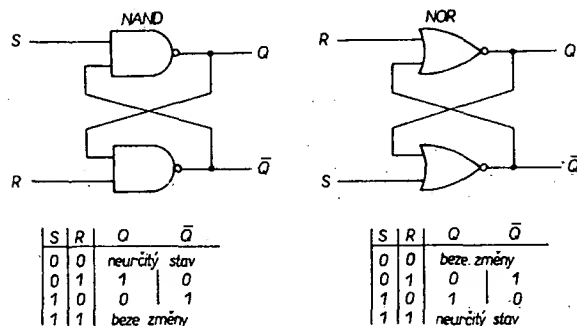 NAND
S
Q
R
Q̄
S R Q Q̄
0 0 neurčitý stav
0 1 1 0
1 0 0 1
1 1 beze změny
NOR
R
Q
S
Q̄
S R Q Q̄
0 0 beze změny
0 1 0 1
1 0 1 0
1 1 neurčitý stav